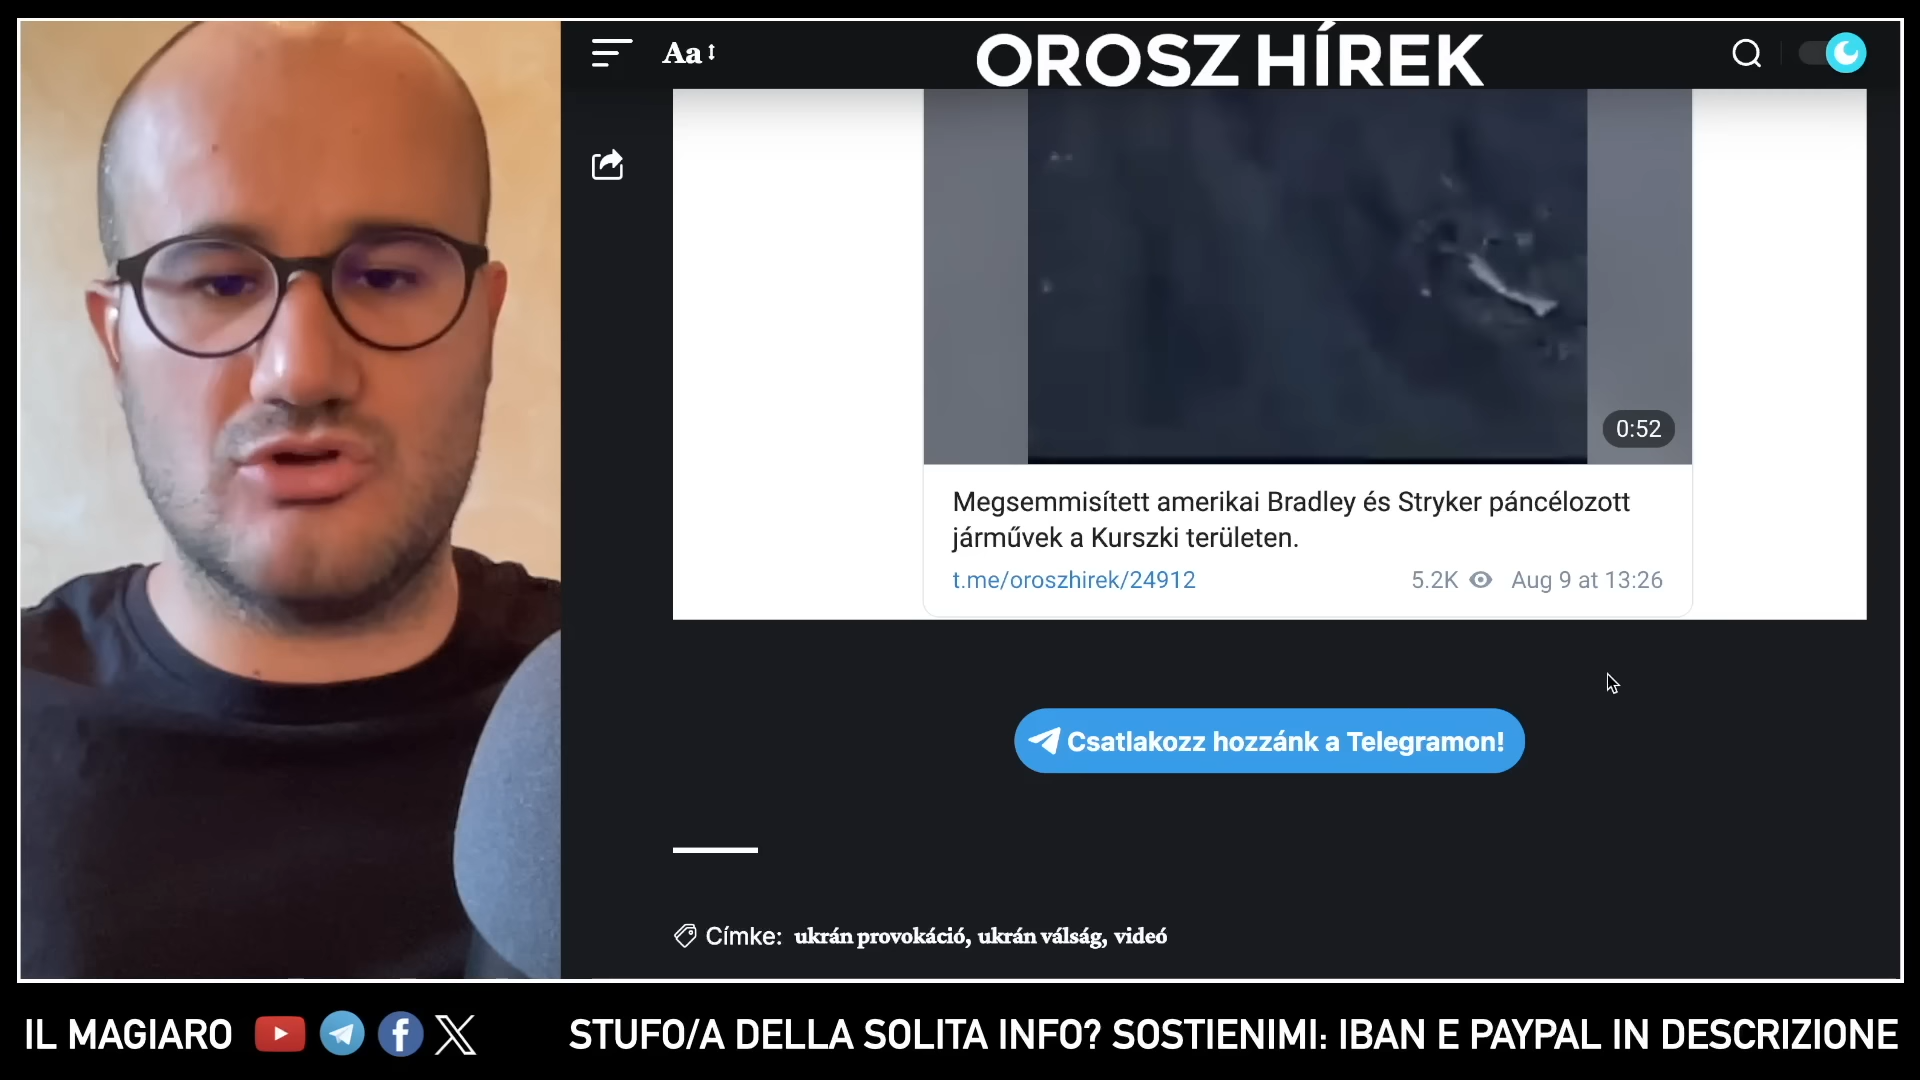 Aa
OROSZ HÍREK
0:52
Megsemmisített amerikai Bradley és Stryker páncélozott
járművek a Kurszki területen.
t.me/oroszhirek/24912 5.2K Aug 9 at 13:26
Csatlakozz hozzánk a Telegramon!
Címke: ukrán provokáció, ukrán válság, videó
IL MAGIARO STUFO/A DELLA SOLITA INFO? SOSTIENIMI: IBAN E PAYPAL IN DESCRIZIONE